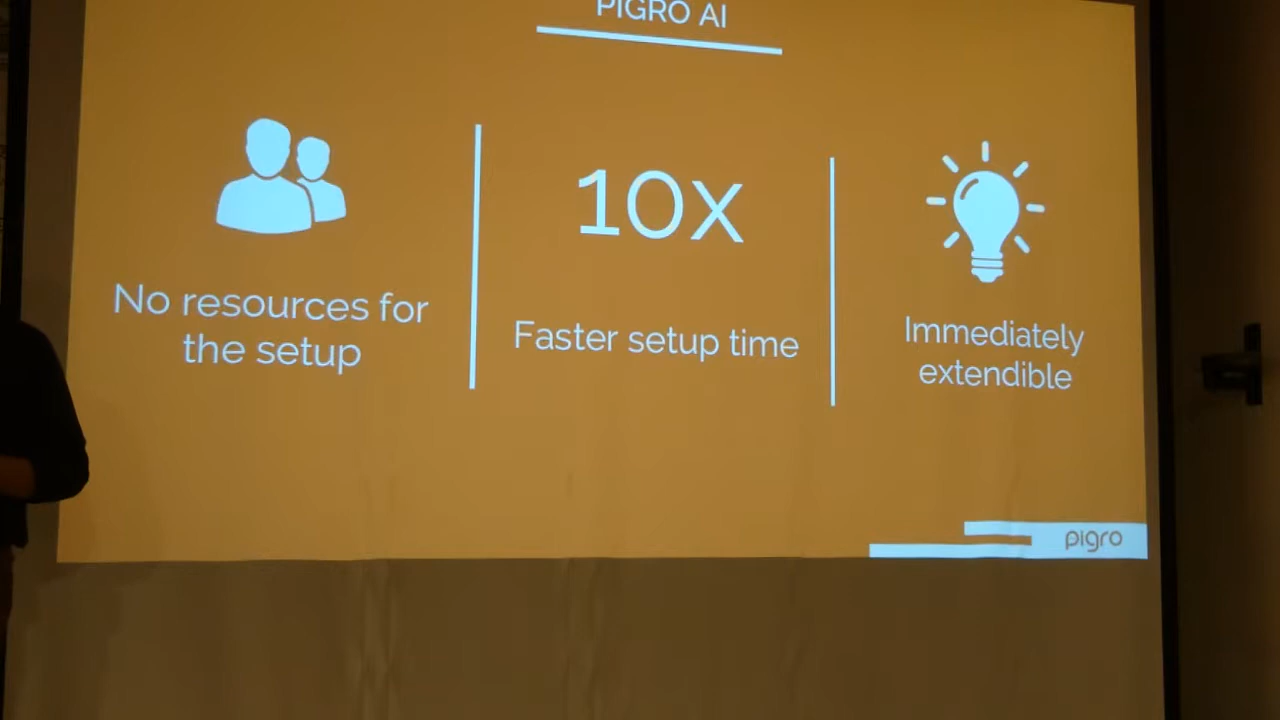 PIGRO AI
No resources for
the setup
10x
Faster setup time
Immediately
extendible
pigro